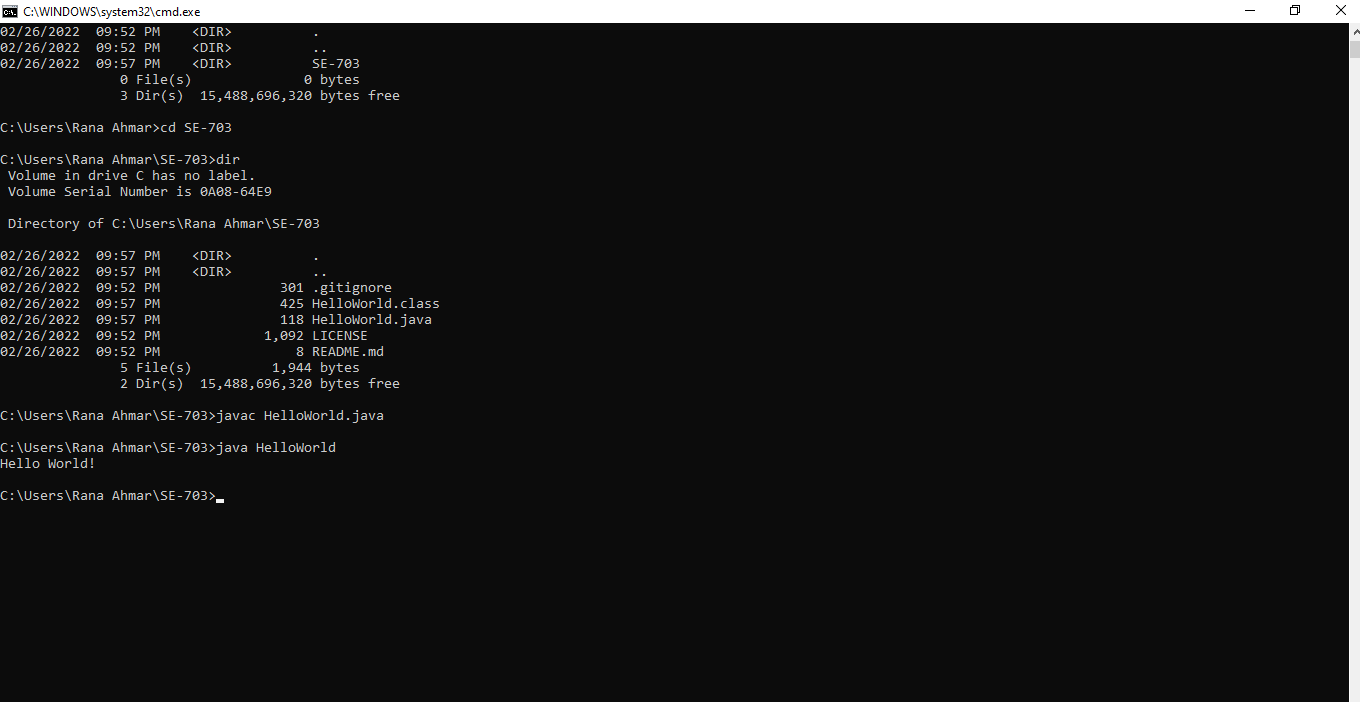 C:\WINDOWS\system32\cmd.exe
02/26/2022  09:52 PM    <DIR>          .
02/26/2022  09:52 PM    <DIR>          ..
02/26/2022  09:57 PM    <DIR>          SE-703
               0 File(s)              0 bytes
               3 Dir(s)  15,488,696,320 bytes free
C:\Users\Rana Ahmar>cd SE-703
C:\Users\Rana Ahmar\SE-703>dir
 Volume in drive C has no label.
 Volume Serial Number is 0A08-64E9
 Directory of C:\Users\Rana Ahmar\SE-703
02/26/2022  09:57 PM    <DIR>          .
02/26/2022  09:57 PM    <DIR>          ..
02/26/2022  09:52 PM               301 .gitignore
02/26/2022  09:57 PM               425 HelloWorld.class
02/26/2022  09:57 PM               118 HelloWorld.java
02/26/2022  09:52 PM             1,092 LICENSE
02/26/2022  09:52 PM                 8 README.md
               5 File(s)          1,944 bytes
               2 Dir(s)  15,488,696,320 bytes free
C:\Users\Rana Ahmar\SE-703>javac HelloWorld.java
C:\Users\Rana Ahmar\SE-703>java HelloWorld
Hello World!
C:\Users\Rana Ahmar\SE-703>